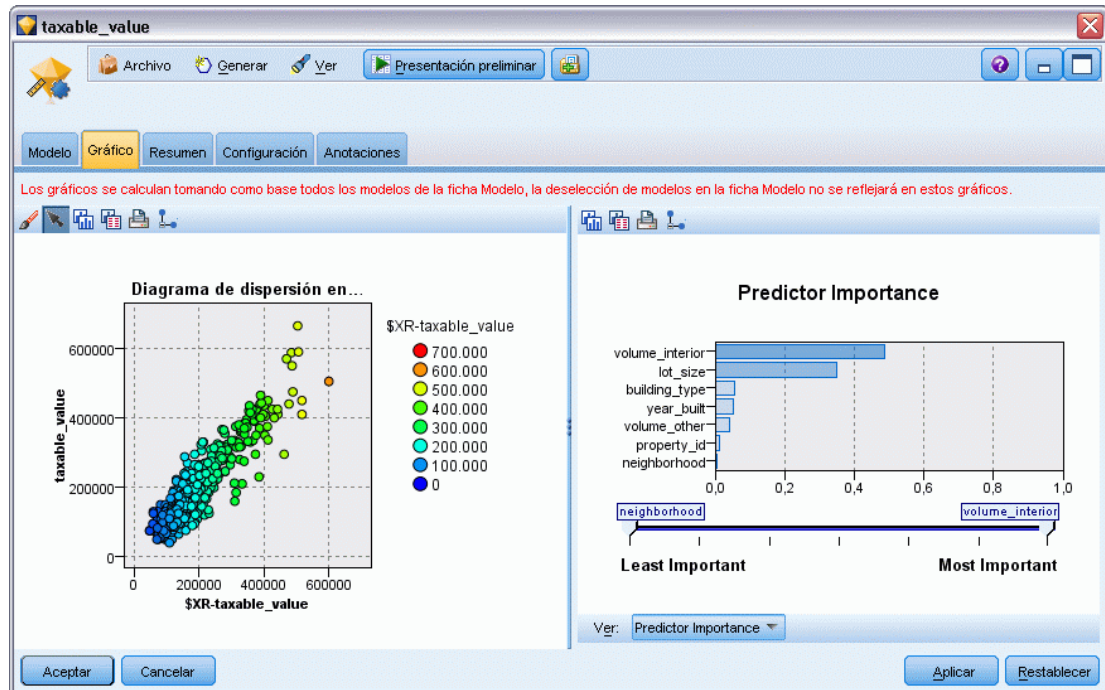 taxable_value
Archivo Generar Ver Presentación preliminar
Modelo Gráfico Resumen Configuración Anotaciones
Los gráficos se calculan tomando como base todos los modelos de la ficha Modelo, la deselección de modelos en la ficha Modelo no se reflejará en estos gráficos.
Diagrama de dispersión en...
taxable_value
600000
400000
200000
0
0 200000 400000 600000
$XR-taxable_value
$XR-taxable_value
700.000
600.000
500.000
400.000
300.000
200.000
100.000
0
Predictor Importance
volume_interior
lot_size
building_type
year_built
volume_other
property_id
neighborhood
0,0 0,2 0,4 0,6 0,8 1,0
neighborhood volume_interior
Least Important Most Important
Ver: Predictor Importance
Aceptar Cancelar Aplicar Restablecer